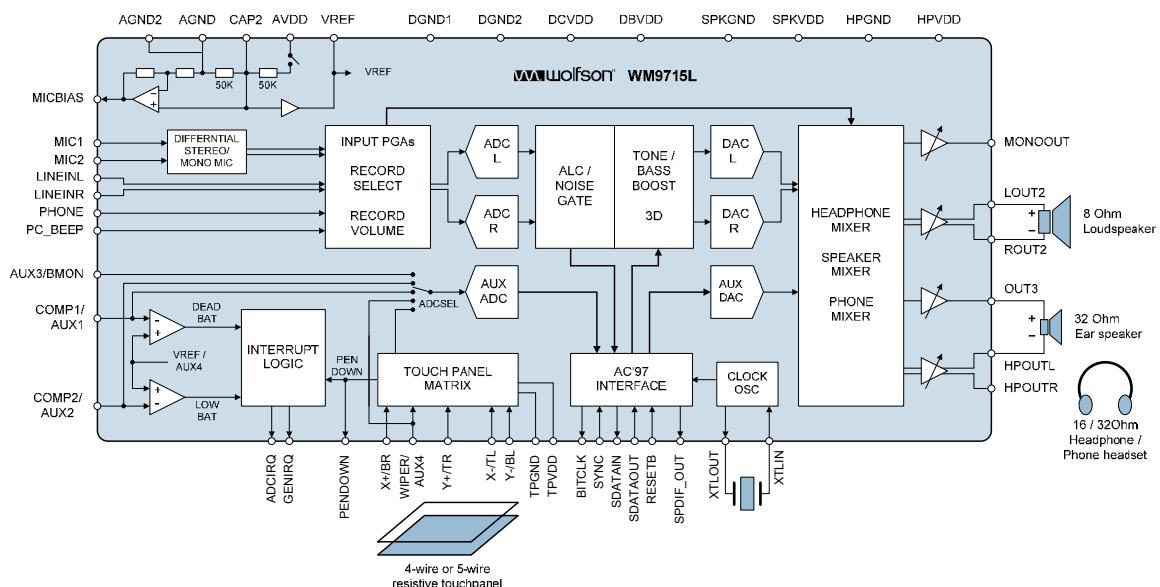 AGND2 AGND CAP2 AVDD VREF DGND1 DGND2 DCVDD DBVDD SPKGND SPKVDD HPGND HPVDD
50K 50K
VREF
wolfson WM9715L
MICBIAS
MIC1
MIC2
LINEINL
LINEINR
PHONE
PC_BEEP
AUX3/BMON
COMP1/
AUX1
COMP2/
AUX2
DIFFERNTIAL
STEREO/
MONO MIC
INPUT PGAs
RECORD
SELECT
RECORD
VOLUME
ADC
L
ADC
R
ALC /
NOISE
GATE
TONE /
BASS
BOOST
3D
DAC
L
DAC
R
HEADPHONE
MIXER
SPEAKER
MIXER
PHONE
MIXER
MONOOUT
LOUT2
+
−
ROUT2
8 Ohm
Loudspeaker
OUT3
+
−
32 Ohm
Ear speaker
HPOUTL
HPOUTR
16 / 32Ohm
Headphone /
Phone headset
ADCSEL
AUX
ADC
AUX
DAC
DEAD
BAT
VREF /
AUX4
LOW
BAT
INTERRUPT
LOGIC
PEN
DOWN
TOUCH PANEL
MATRIX
AC'97
INTERFACE
CLOCK
OSC
ADCIRQ
GENIRQ
PENDOWN
X+/BR
WIPER/
AUX4
Y+/TR
X-/TL
Y-/BL
TPGND
TPVDD
BITCLK
SYNC
SDATAIN
SDATAOUT
RESETB
SPDIF_OUT
XTLOUT
XTLIN
4-wire or 5-wire
resistive touchpanel